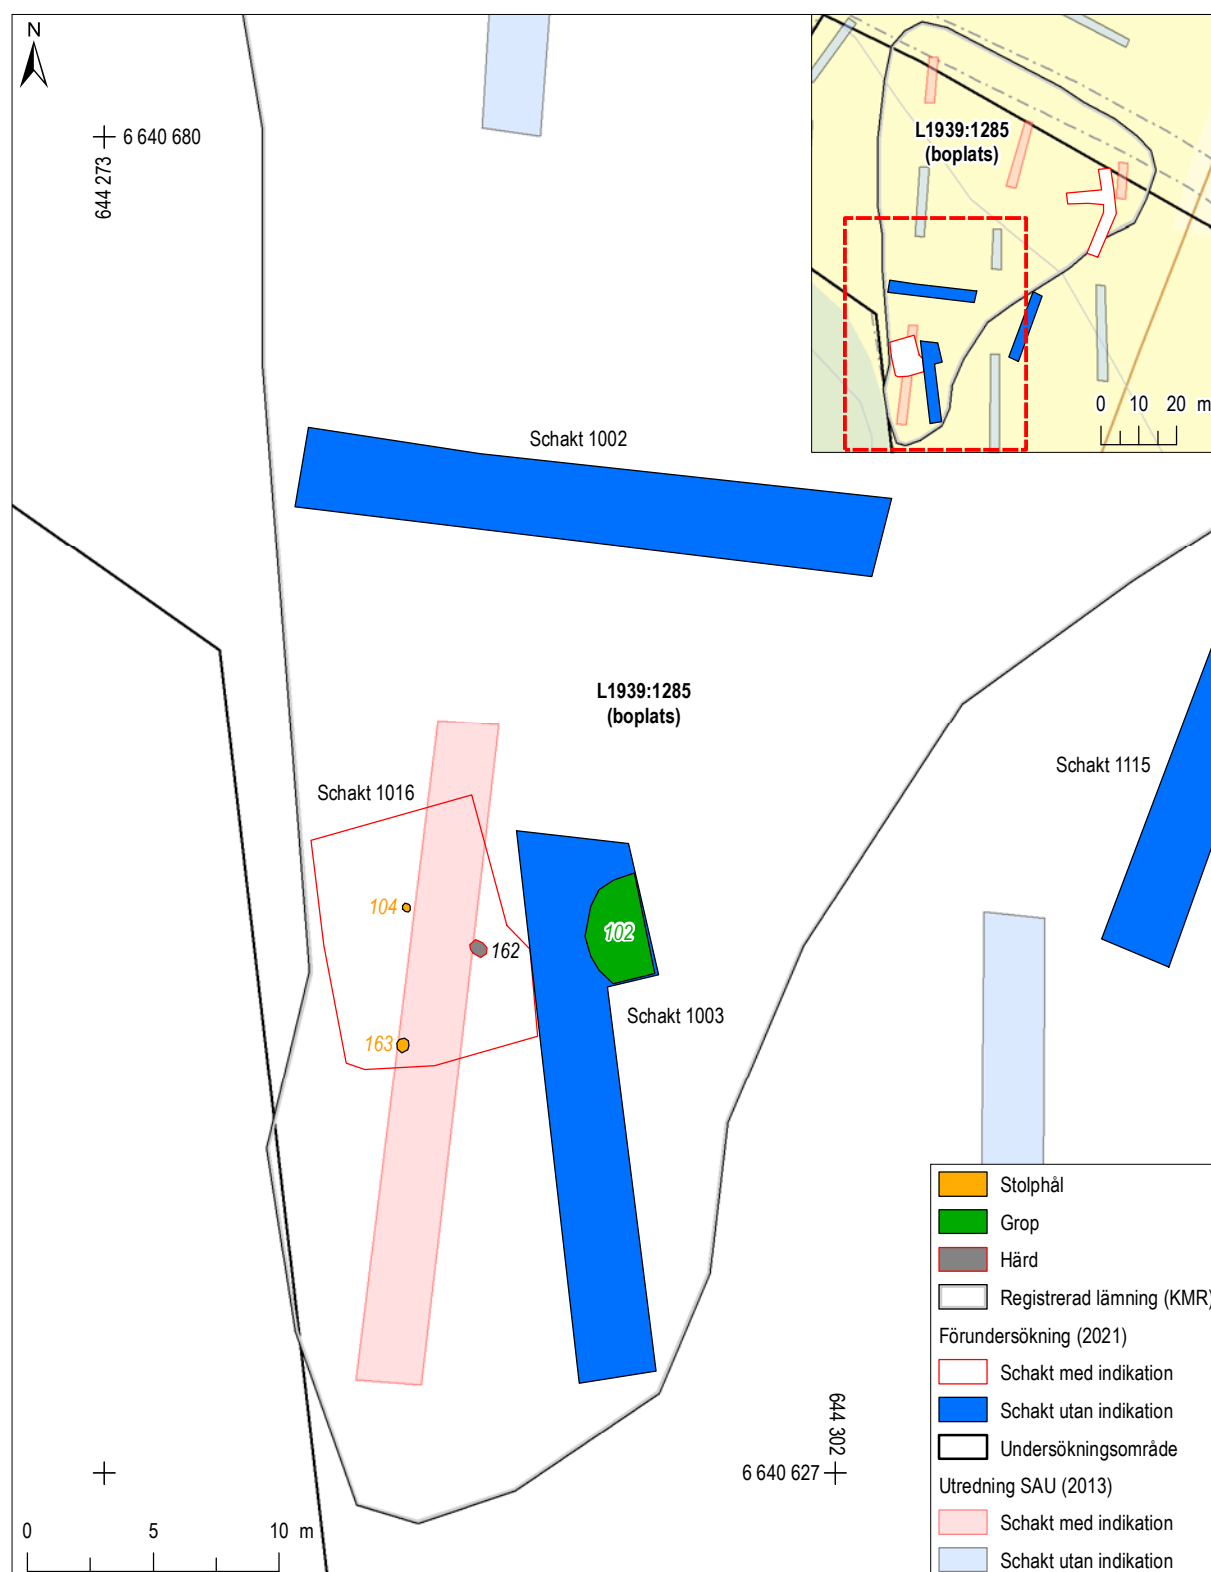 N
6 640 680
644 273
L1939:1285
(boplats)
0 10 20 m
Schakt 1002
L1939:1285
(boplats)
Schakt 1115
Schakt 1016
104
102
162
Schakt 1003
163
Stolphål
Grop
Härd
Registrerad lämning (KMR)
Förundersökning (2021)
Schakt med indikation
Schakt utan indikation
Undersökningsområde
Utredning SAU (2013)
Schakt med indikation
Schakt utan indikation
644 302
6 640 627
0 5 10 m